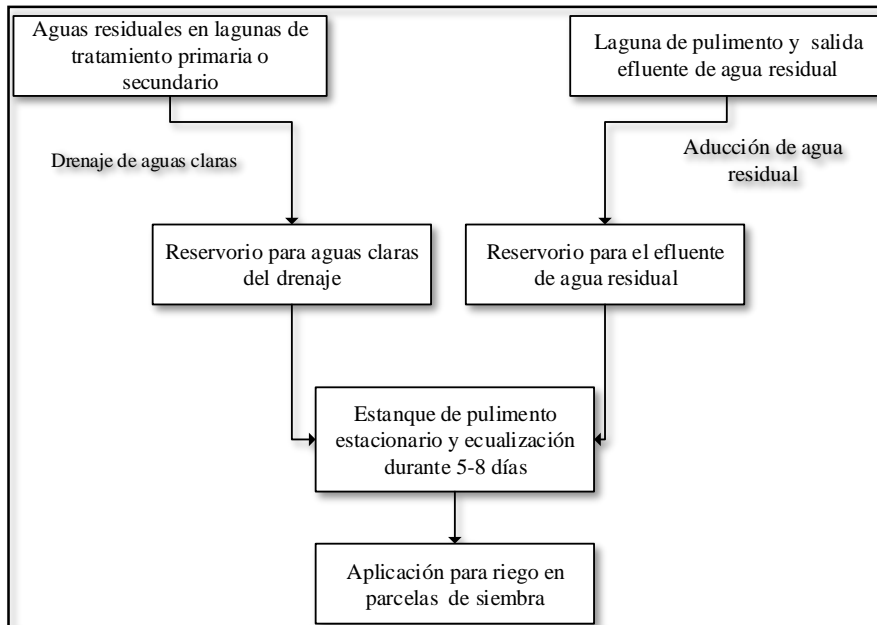 Aguas residuales en lagunas de
tratamiento primaria o
secundario
Laguna de pulimento y salida
efluente de agua residual
Drenaje de aguas claras
Aducción de agua
residual
Reservorio para aguas claras
del drenaje
Reservorio para el efluente
de agua residual
Estanque de pulimento
estacionario y ecualización
durante 5-8 días
Aplicación para riego en
parcelas de siembra